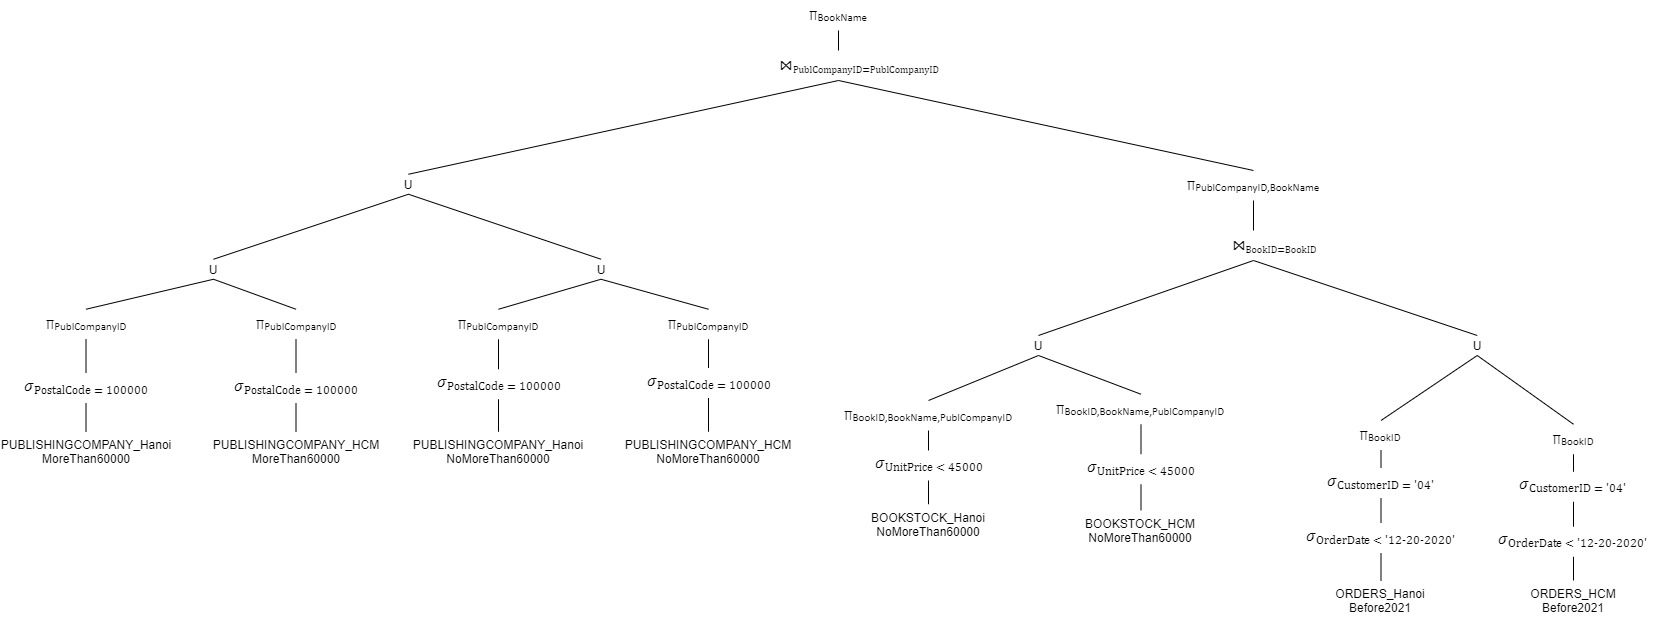 ΠBookName
⋈PublCompanyID=PublCompanyID
U
ΠPublCompanyID,BookName
⋈BookID=BookID
U
U
ΠPublCompanyID
ΠPublCompanyID
ΠPublCompanyID
ΠPublCompanyID
σPostalCode = 100000
σPostalCode = 100000
σPostalCode = 100000
σPostalCode = 100000
PUBLISHINGCOMPANY_Hanoi
MoreThan60000
PUBLISHINGCOMPANY_HCM
MoreThan60000
PUBLISHINGCOMPANY_Hanoi
NoMoreThan60000
PUBLISHINGCOMPANY_HCM
NoMoreThan60000
U
U
ΠBookID,BookName,PublCompanyID
ΠBookID,BookName,PublCompanyID
σUnitPrice < 45000
σUnitPrice < 45000
BOOKSTOCK_Hanoi
NoMoreThan60000
BOOKSTOCK_HCM
NoMoreThan60000
ΠBookID
ΠBookID
σCustomerID = '04'
σCustomerID = '04'
σOrderDate < '12-20-2020'
σOrderDate < '12-20-2020'
ORDERS_Hanoi
Before2021
ORDERS_HCM
Before2021